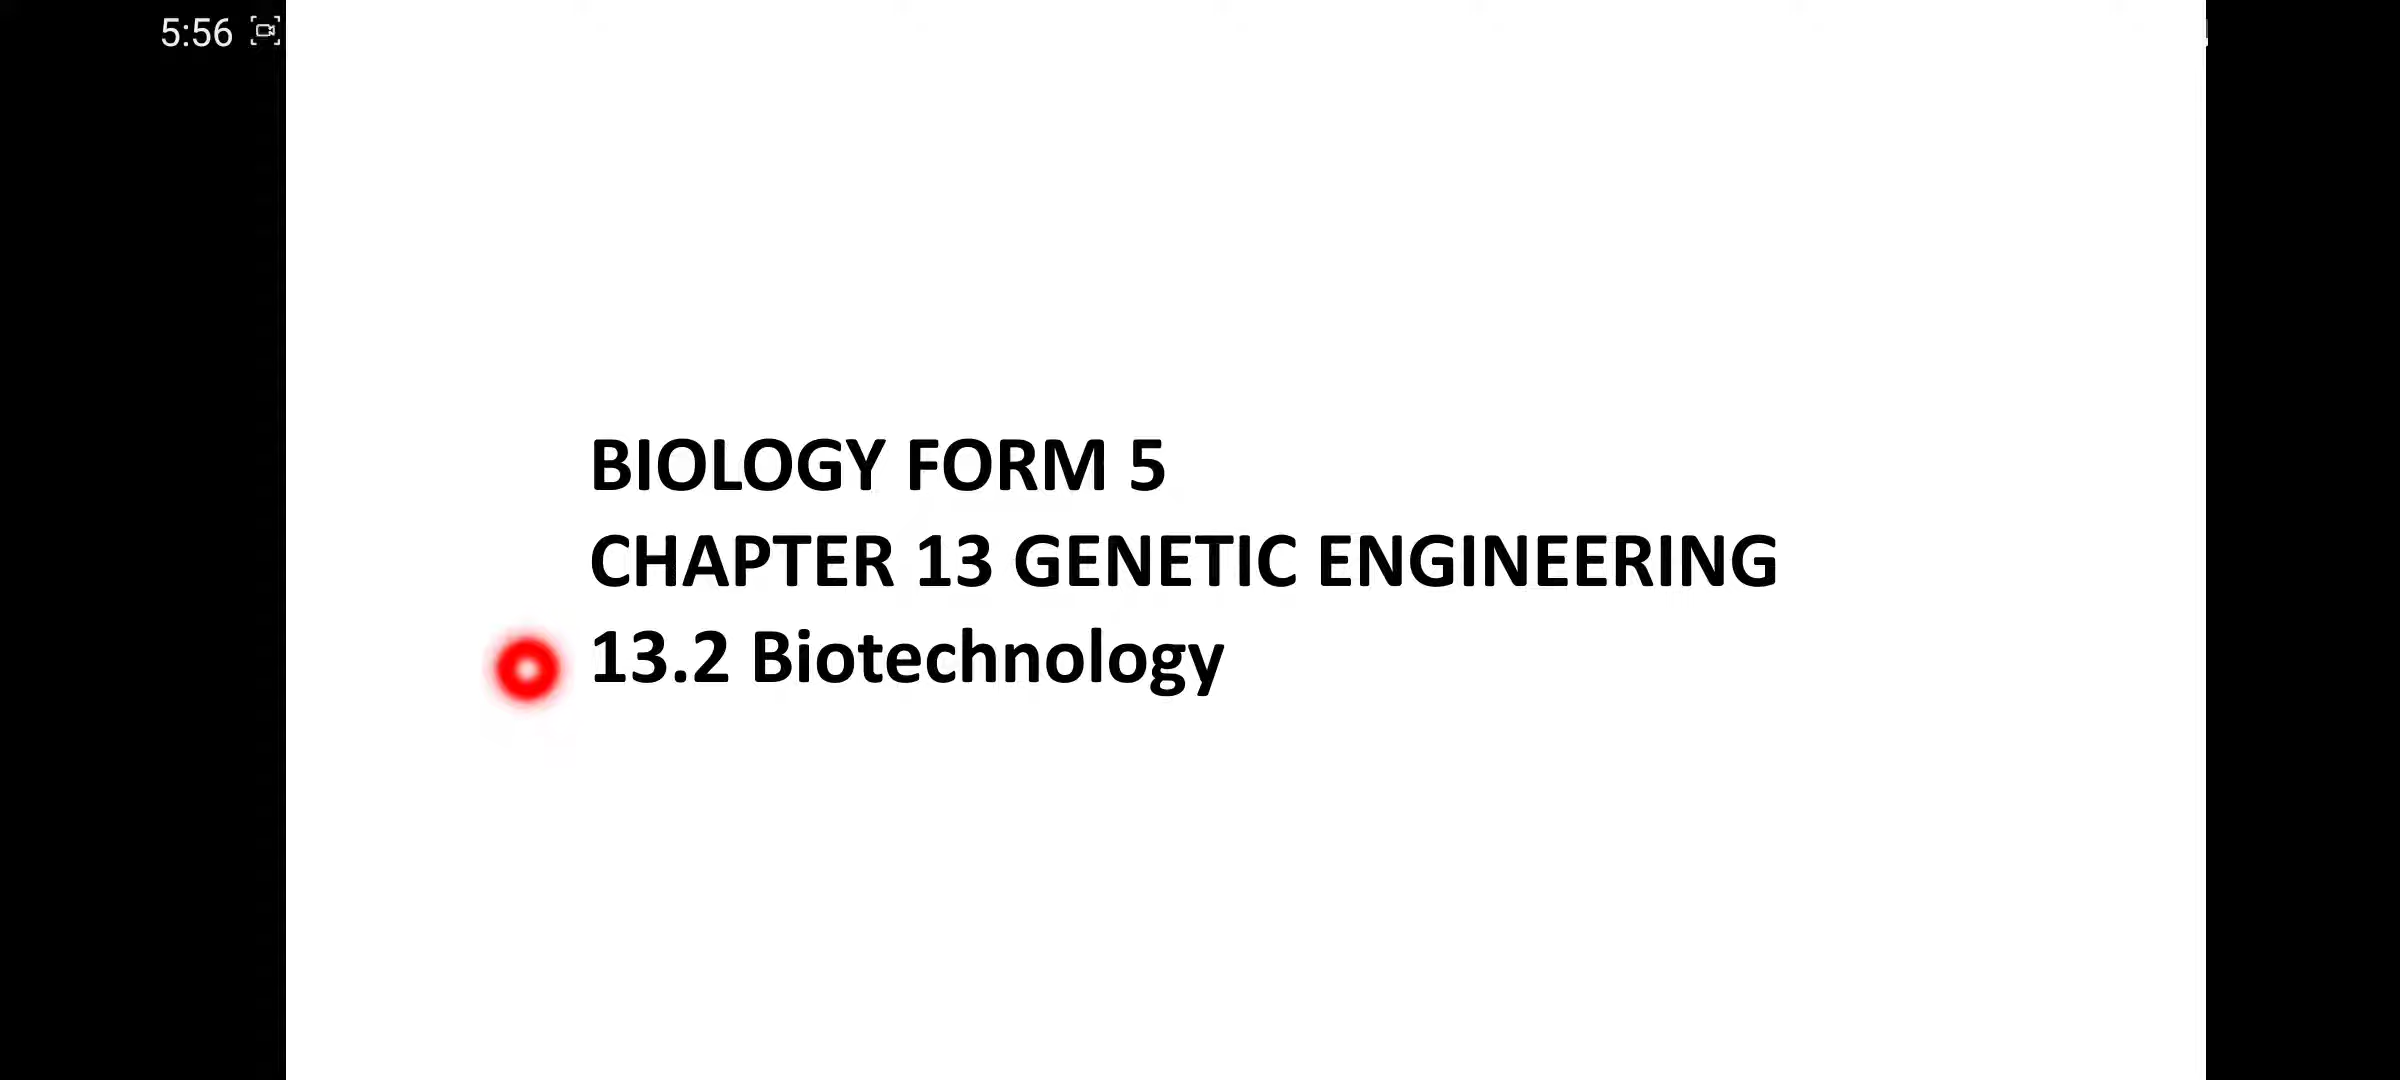 5:56
BIOLOGY FORM 5
CHAPTER 13 GENETIC ENGINEERING
13.2 Biotechnology